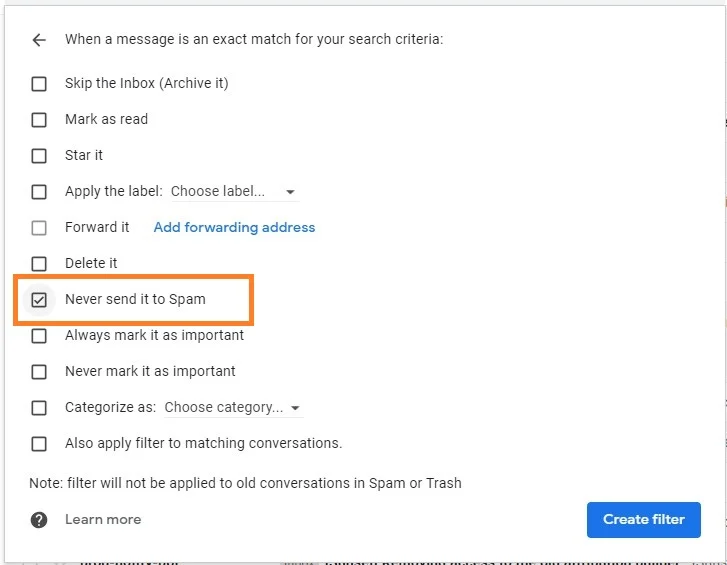 When a message is an exact match for your search criteria:
Skip the Inbox (Archive it)
Mark as read
Star it
Apply the label: Choose label...
Forward it Add forwarding address
Delete it
Never send it to Spam
Always mark it as important
Never mark it as important
Categorize as: Choose category...
Also apply filter to matching conversations.
Note: filter will not be applied to old conversations in Spam or Trash
? Learn more
Create filter